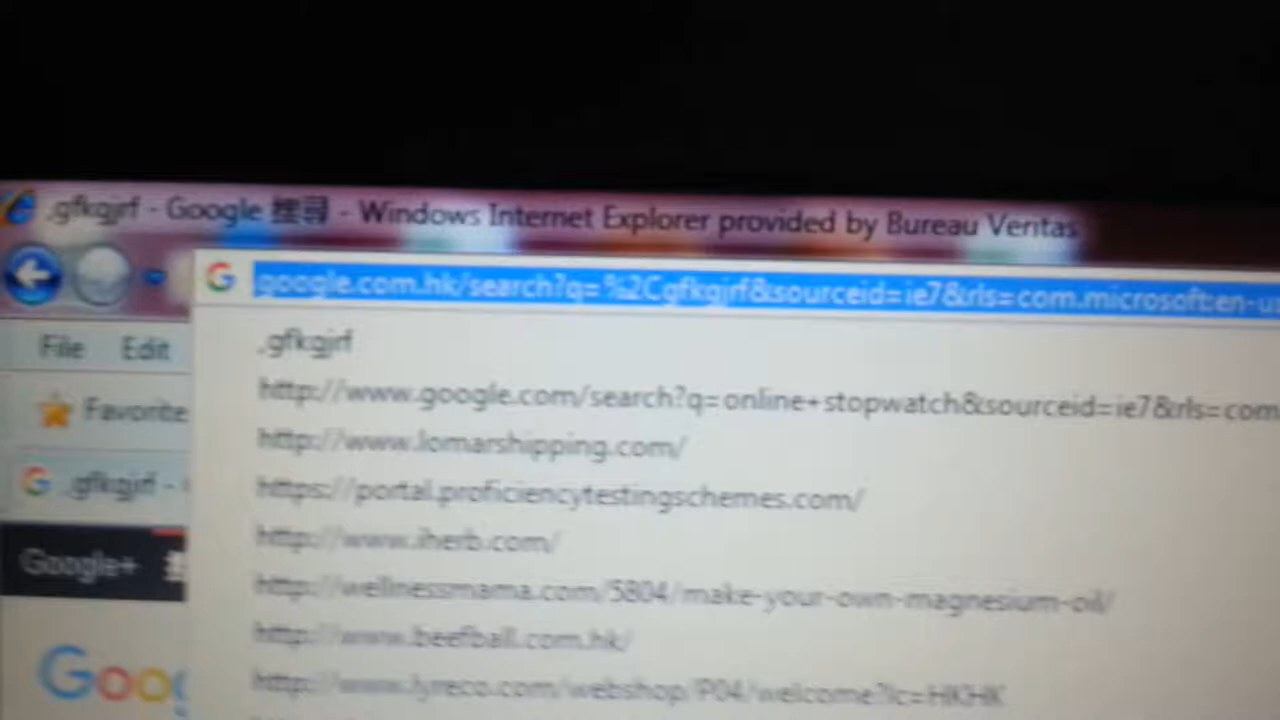 .gfkgjrf - Google 搜尋 - Windows Internet Explorer provided by Bureau Veritas
google.com.hk/search?q=%2Cgfkgjrf&sourceid=ie7&rls=com.microsoft:en-us
File Edit
.gfkgjrf
http://www.google.com/search?q=online+stopwatch&sourceid=ie7&rls=com
Favorite
http://www.lomarshipping.com/
.gfkgjrf -
https://portal.proficiencytestingschemes.com/
Google+
http://www.iherb.com/
http://wellnessmama.com/5804/make-your-own-magnesium-oil/
http://www.beefball.com.hk/
Goog
http://www.lyreco.com/webshop/P04/welcome?lc=HKHK